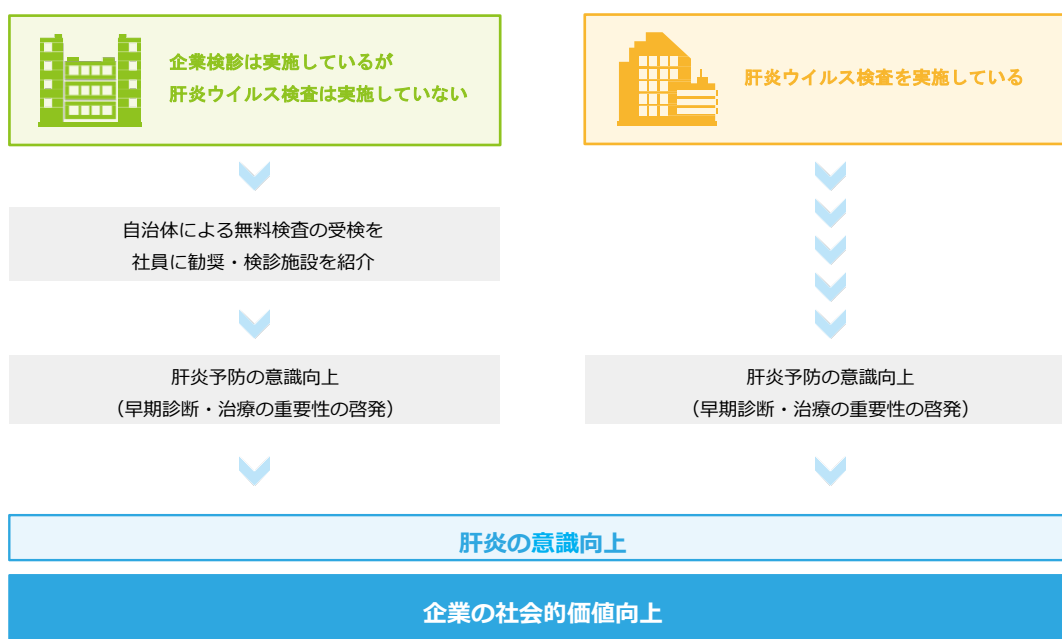 企業検診は実施しているが
肝炎ウイルス検査は実施していない
肝炎ウイルス検査を実施している
自治体による無料検査の受検を
社員に勧奨・検診施設を紹介
肝炎予防の意識向上
（早期診断・治療の重要性の啓発）
肝炎予防の意識向上
（早期診断・治療の重要性の啓発）
肝炎の意識向上
企業の社会的価値向上